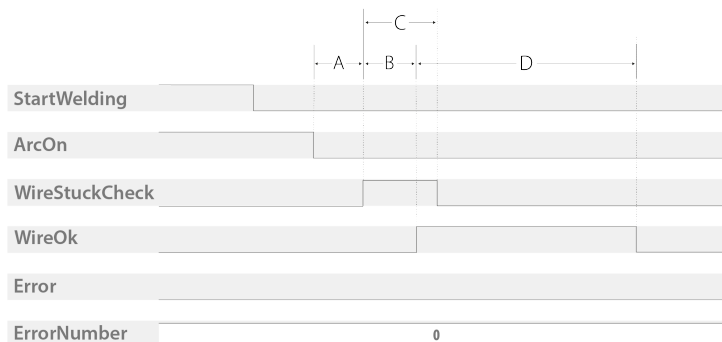 C
A B D
StartWelding
ArcOn
WireStuckCheck
WireOk
Error
ErrorNumber 0